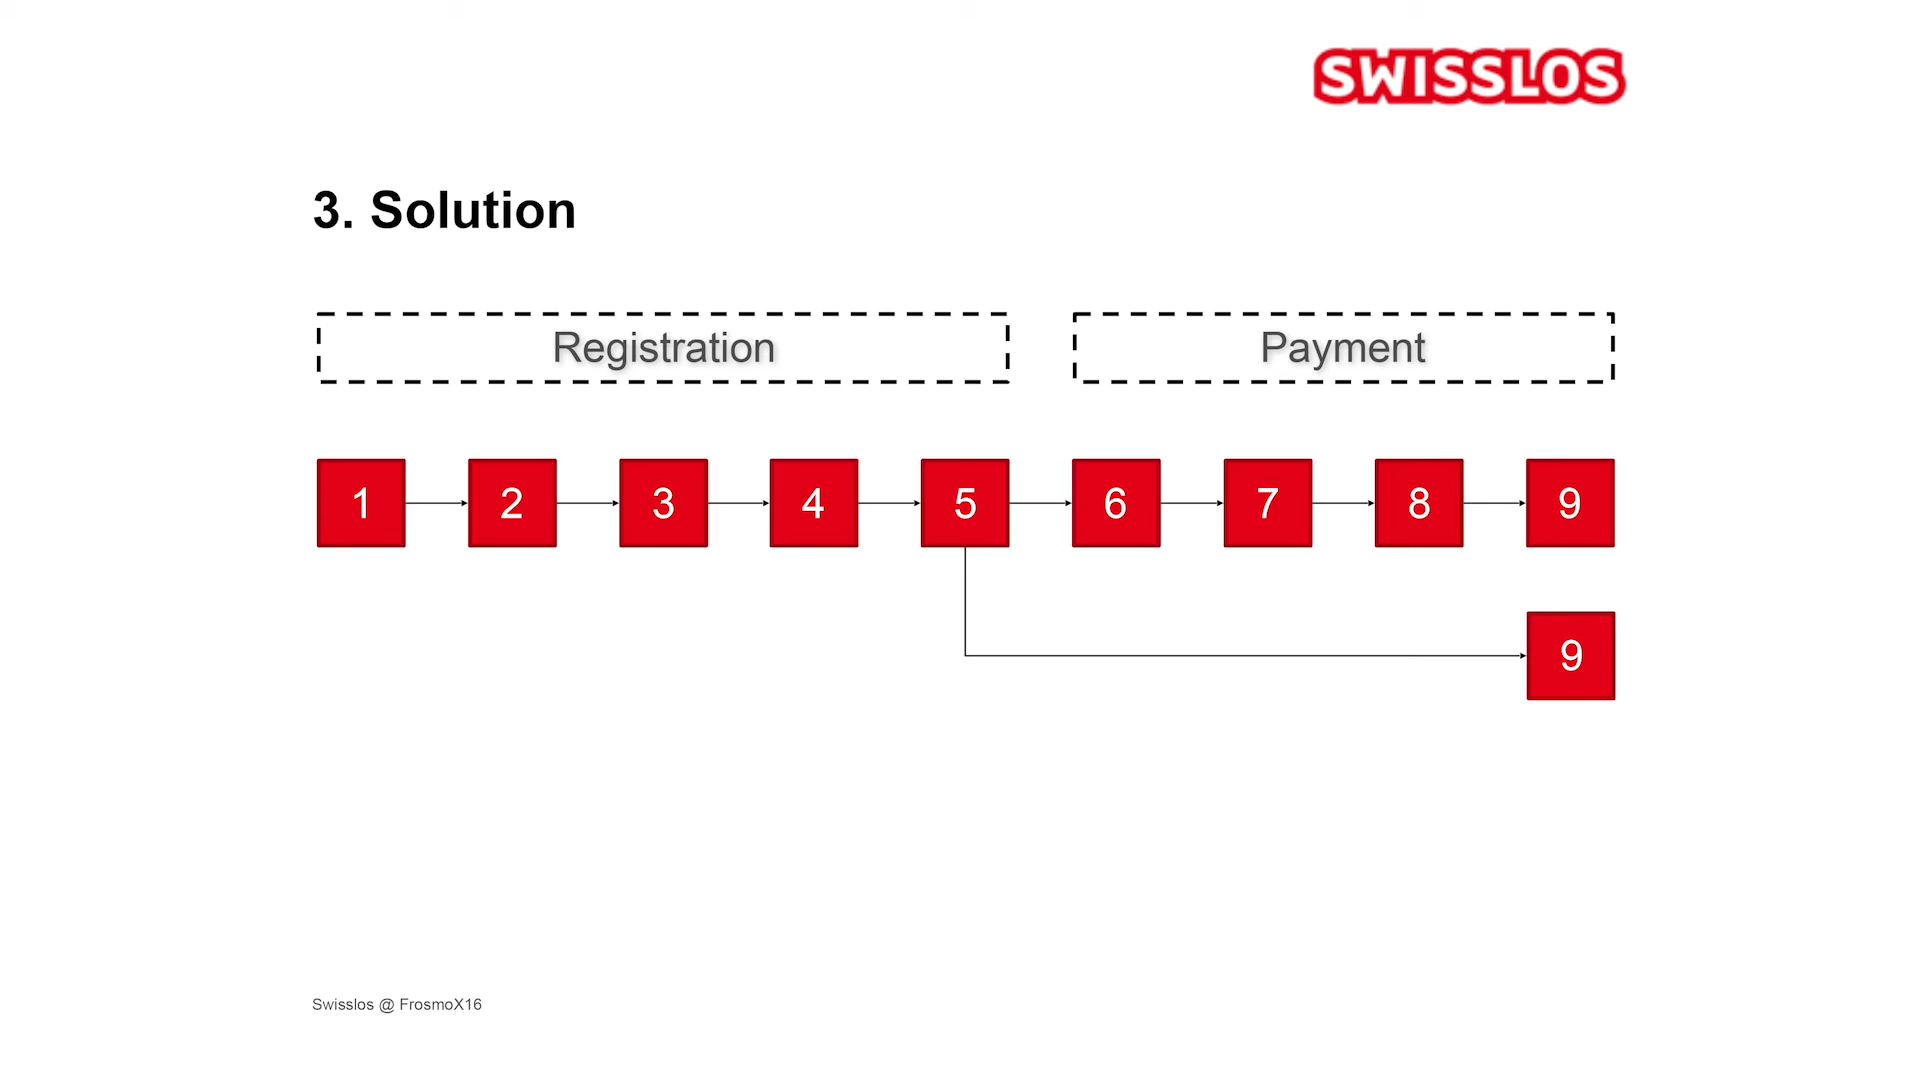 SWISSLOS
3. Solution
Registration Payment
1 2 3 4 5 6 7 8 9
9
Swisslos @ FrosmoX16